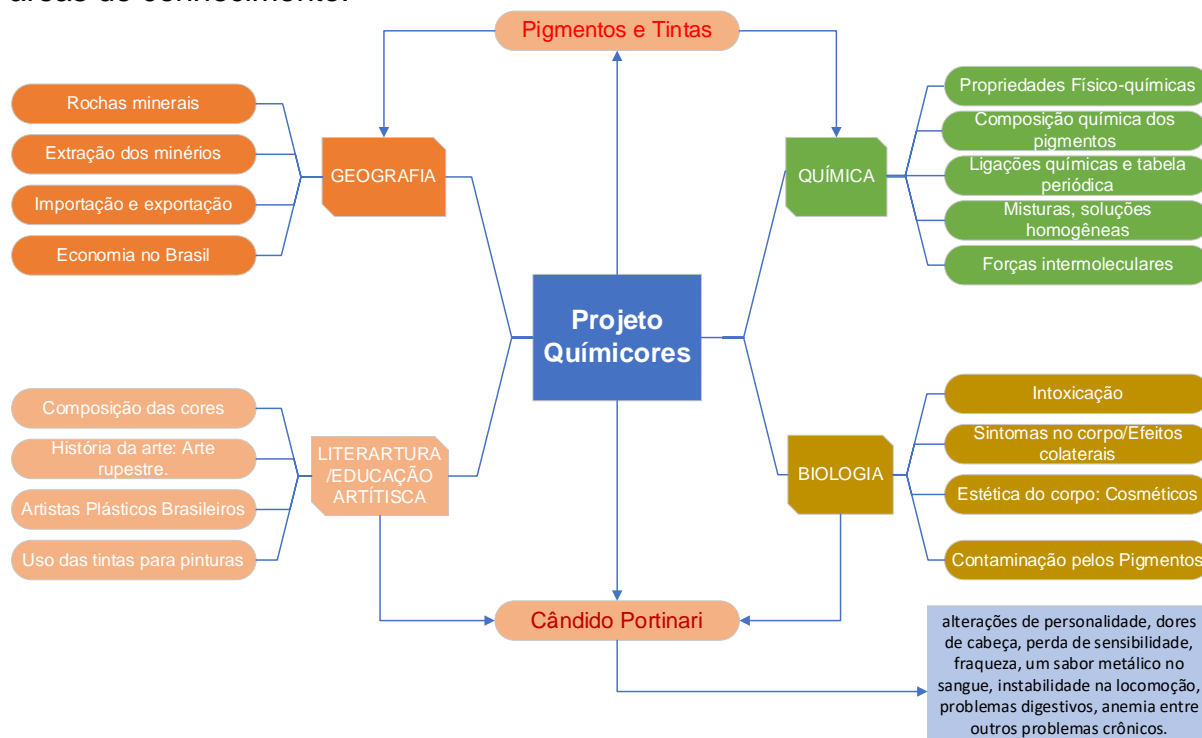 áreas do conhecimento.
Pigmentos e Tintas
Rochas minerais
Extração dos minérios
Importação e exportação
Economia no Brasil
GEOGRAFIA
QUÍMICA
Propriedades Físico-químicas
Composição química dos
pigmentos
Ligações químicas e tabela
periódica
Misturas, soluções
homogêneas
Forças intermoleculares
Projeto
Químicores
Composição das cores
História da arte: Arte
rupestre.
Artistas Plásticos Brasileiros
Uso das tintas para pinturas
LITERARTURA
/EDUCAÇÃO
ARTÍTISCA
BIOLOGIA
Intoxicação
Sintomas no corpo/Efeitos
colaterais
Estética do corpo: Cosméticos
Contaminação pelos Pigmentos
Cândido Portinari
alterações de personalidade, dores
de cabeça, perda de sensibilidade,
fraqueza, um sabor metálico no
sangue, instabilidade na locomoção,
problemas digestivos, anemia entre
outros problemas crônicos.